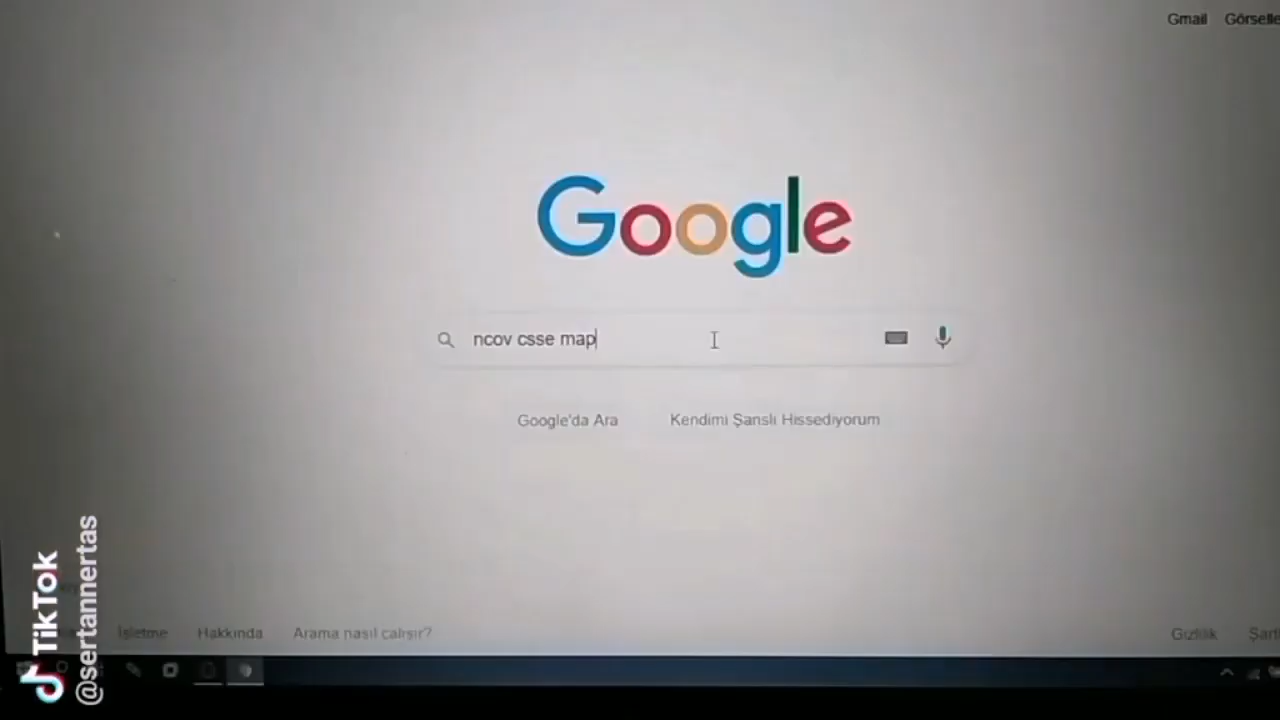 Gmail Görselle
Google
ncov csse map
Google'da Ara
Kendimi Şanslı Hissediyorum
İşletme
Hakkında
Arama nasıl çalışır?
Gizlilik
TikTok
@sertannertas